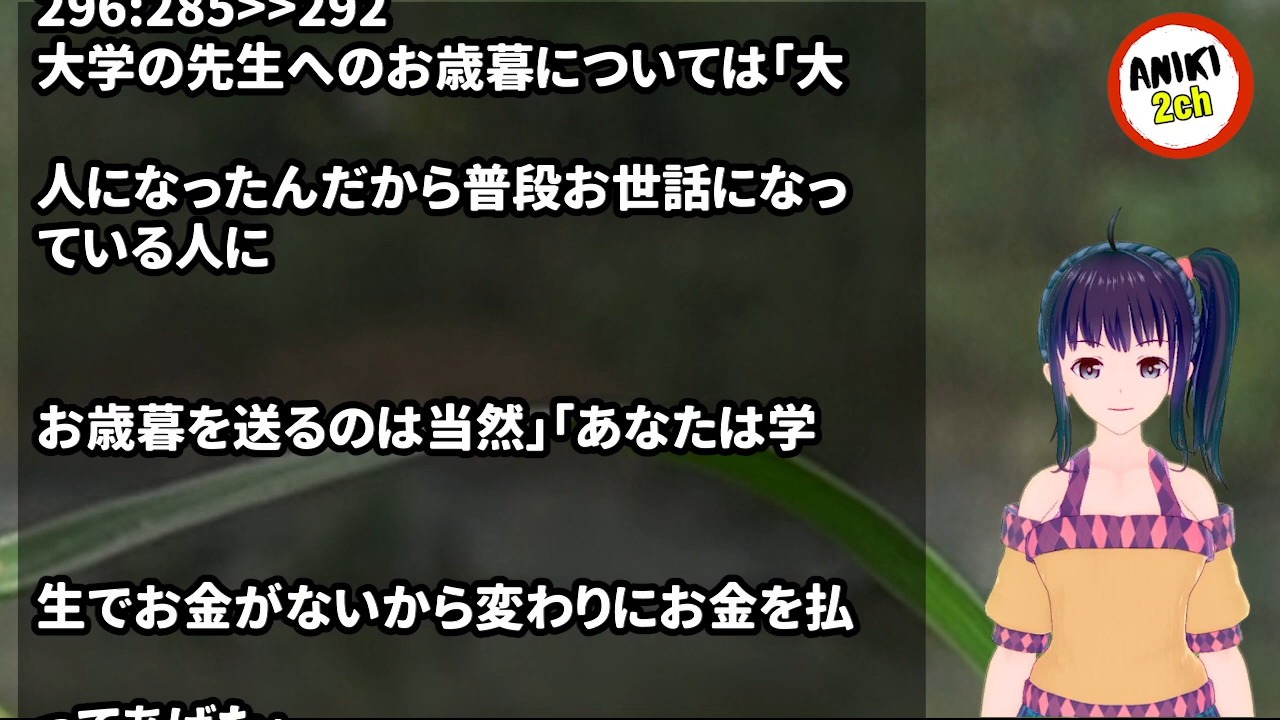 296:285>>292
大学の先生へのお歳暮については｢大
人になったんだから普段お世話になっ
ている人に
お歳暮を送るのは当然｣｢あなたは学
生でお金がないから変わりにお金を払
ANIKI
2ch